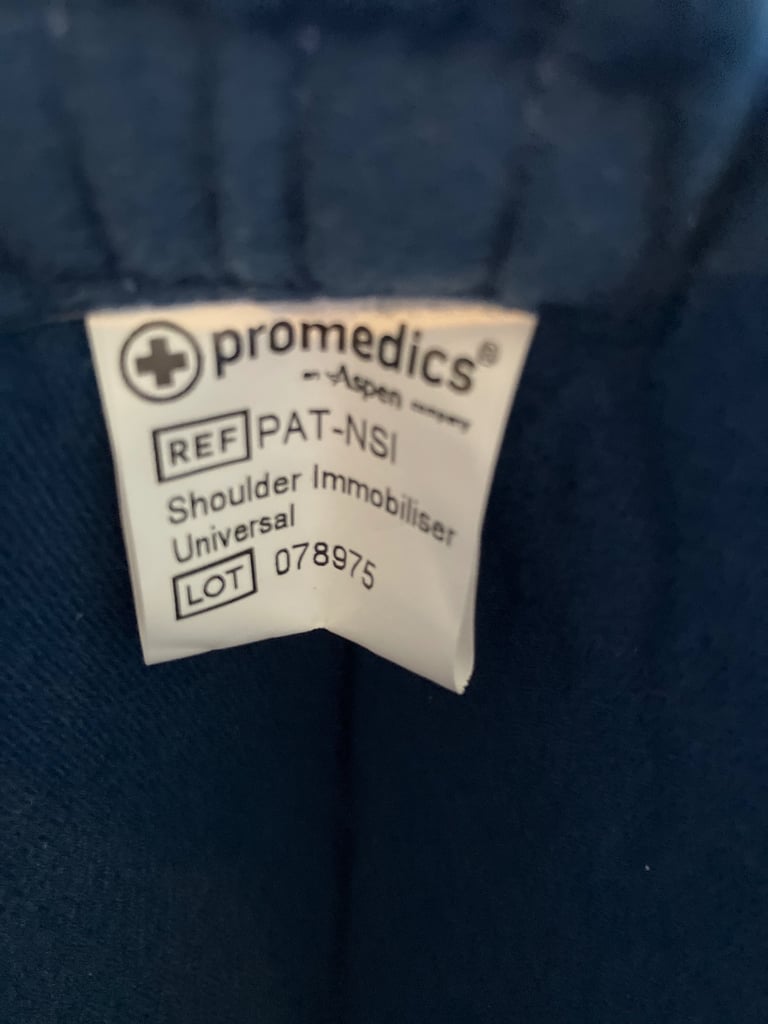 promedics®
an Aspen company
REF PAT-NSI
Shoulder Immobiliser
Universal
LOT 078975